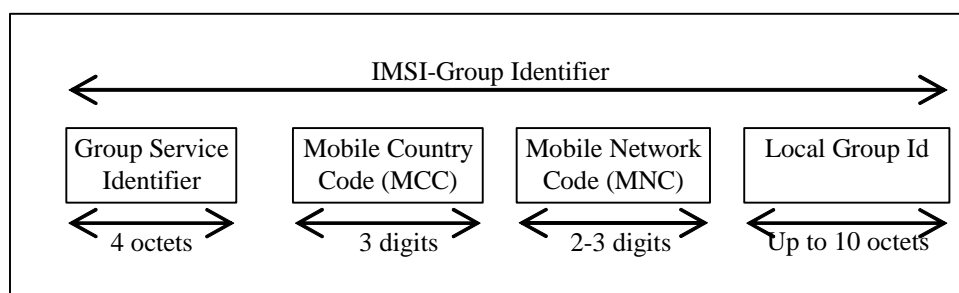 IMSI-Group Identifier
Group Service
Identifier
Mobile Country
Code (MCC)
Mobile Network
Code (MNC)
Local Group Id
4 octets
3 digits
2-3 digits
Up to 10 octets